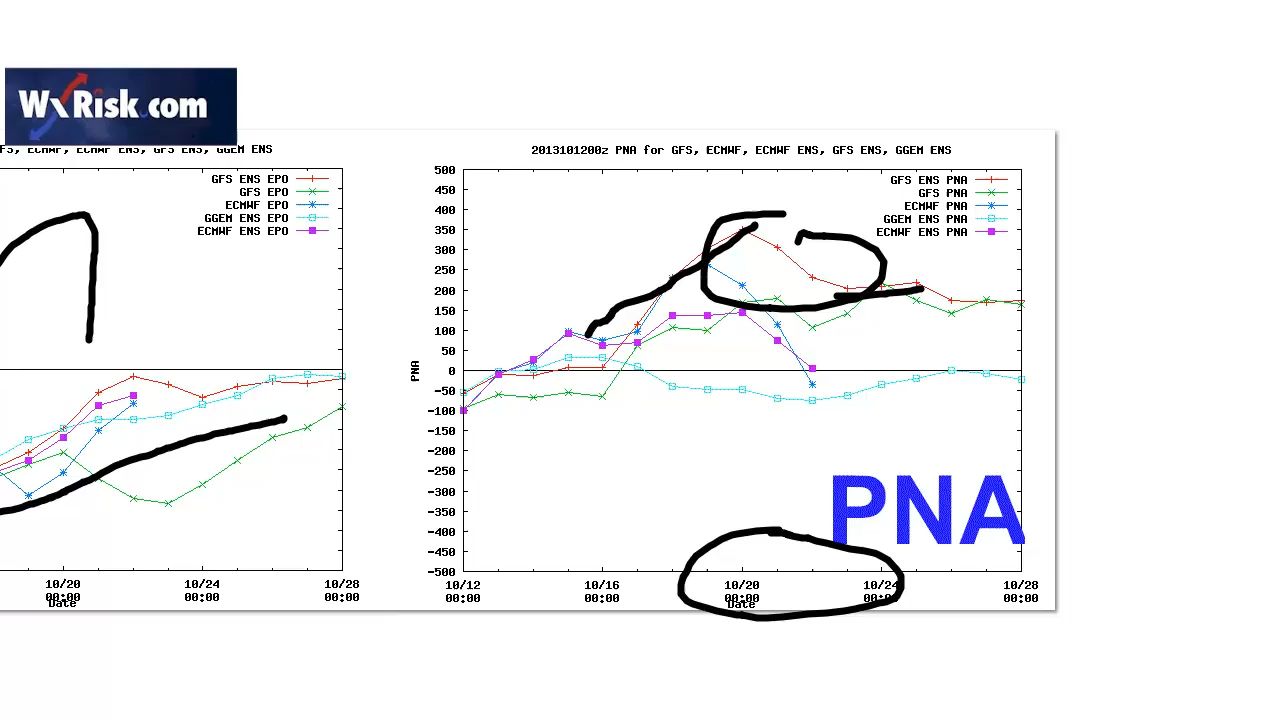 WxRisk.com
FS, ECMWF, ECMWF ENS, GFS ENS, GGEM ENS
GFS ENS EPO
GFS EPO
ECMWF EPO
GGEM ENS EPO
ECMWF ENS EPO
10/20 10/24 10/28
00:00 00:00 00:00
Date
2013101200z PNA for GFS, ECMWF, ECMWF ENS, GFS ENS, GGEM ENS
GFS ENS PNA
GFS PNA
ECMWF PNA
GGEM ENS PNA
ECMWF ENS PNA
500
450
400
350
300
250
200
150
100
50
0
-50
-100
-150
-200
-250
-300
-350
-400
-450
-500
PNA
PNA
10/12 10/16 10/20 10/24 10/28
00:00 00:00 00:00 00:00 00:00
Date